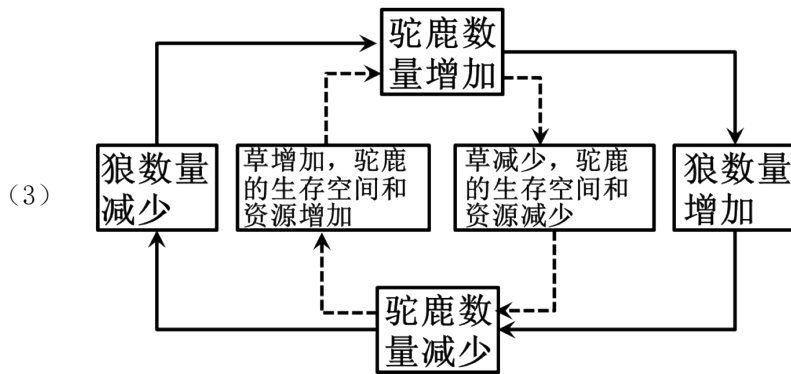 驼鹿数
量增加
狼数量
减少
草增加，驼鹿
的生存空间和
资源增加
草减少，驼鹿
的生存空间和
资源减少
狼数量
增加
（3）
驼鹿数
量减少